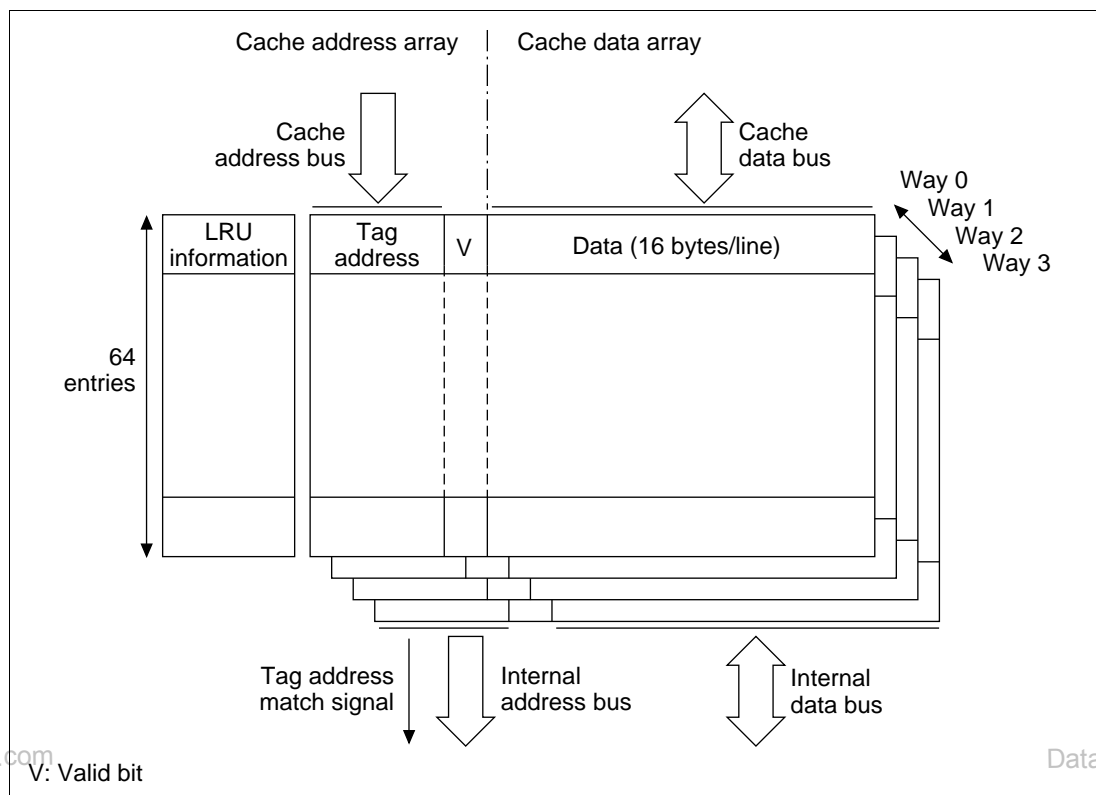 Cache address array
Cache data array
Cache
address bus
Cache
data bus
Way 0
Way 1
Way 2
Way 3
LRU
information
Tag
address
V
Data (16 bytes/line)
64
entries
Tag address
match signal
Internal
address bus
Internal
data bus
.com
Data
V: Valid bit